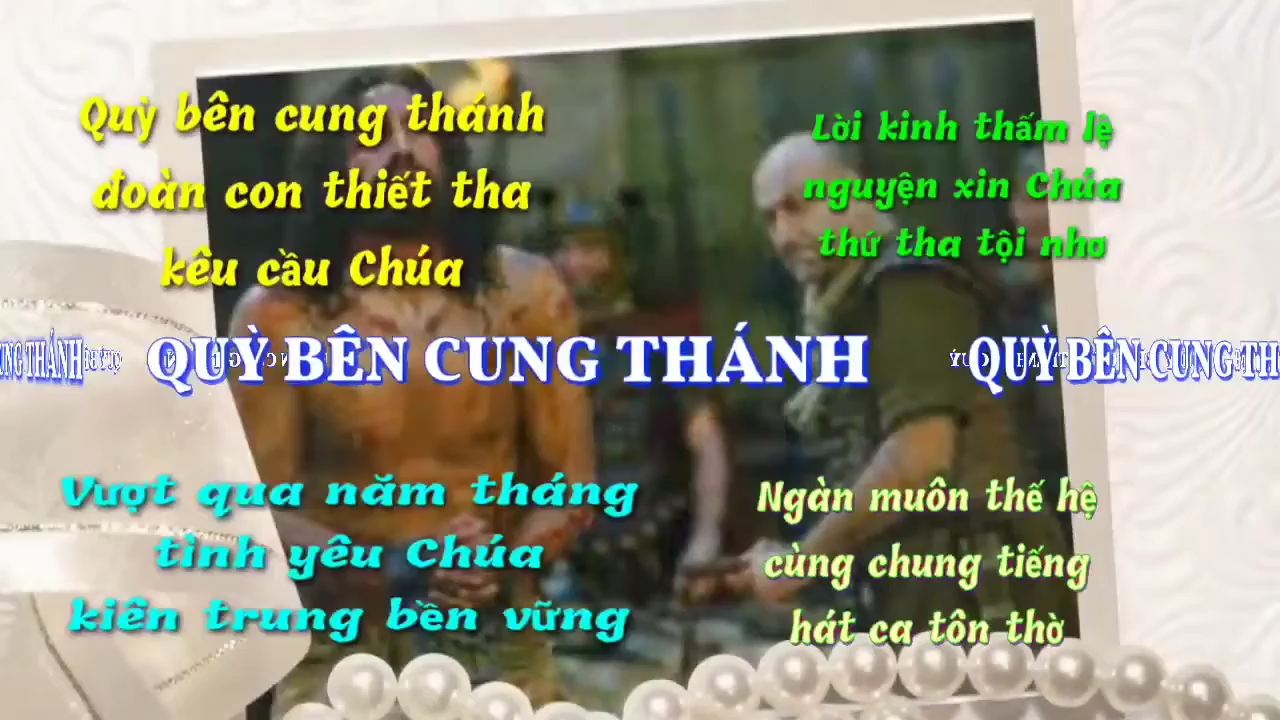 Quỳ bên cung thánh
đoàn con thiết tha
kêu cầu Chúa
Lời kinh thấm lệ
nguyện xin Chúa
thứ tha tội nhơ
CUNG THÁNH
QUỲ BÊN CUNG THÁNH
QUỲ BÊN CUNG TH
Vượt qua năm tháng
tình yêu Chúa
kiên trung bền vững
Ngàn muôn thế hệ
cùng chung tiếng
hát ca tôn thờ